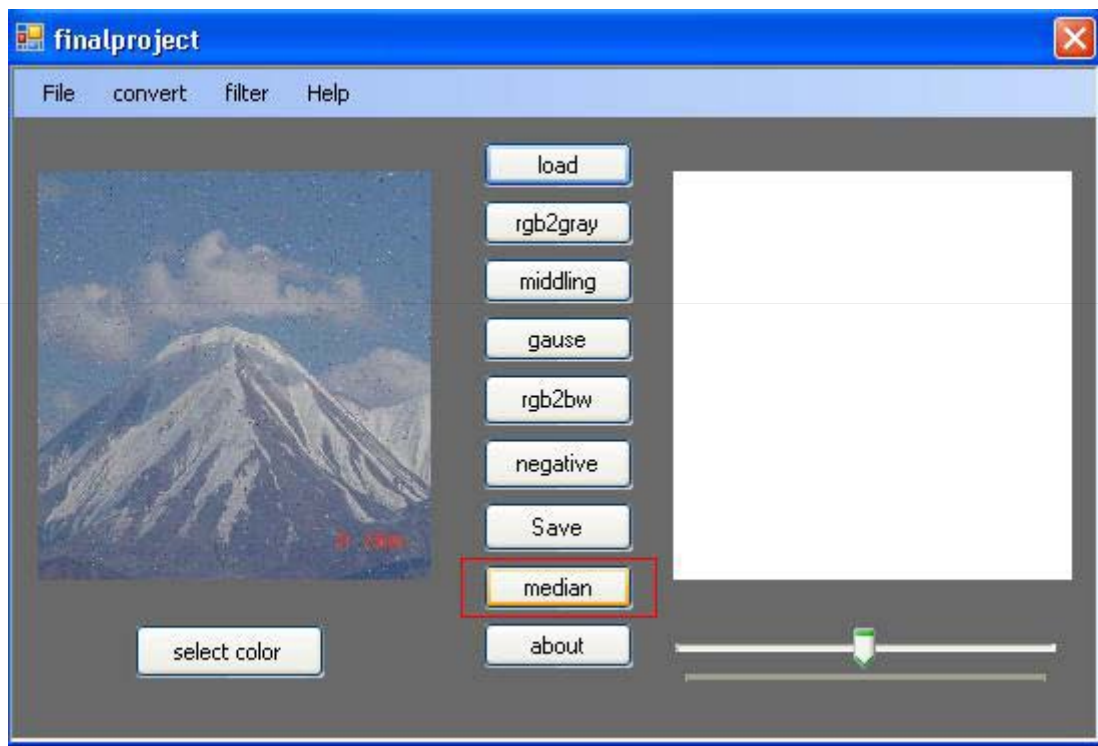 finalproject
File convert filter Help
load
rgb2gray
middling
gause
rgb2bw
negative
Save
median
about
select color